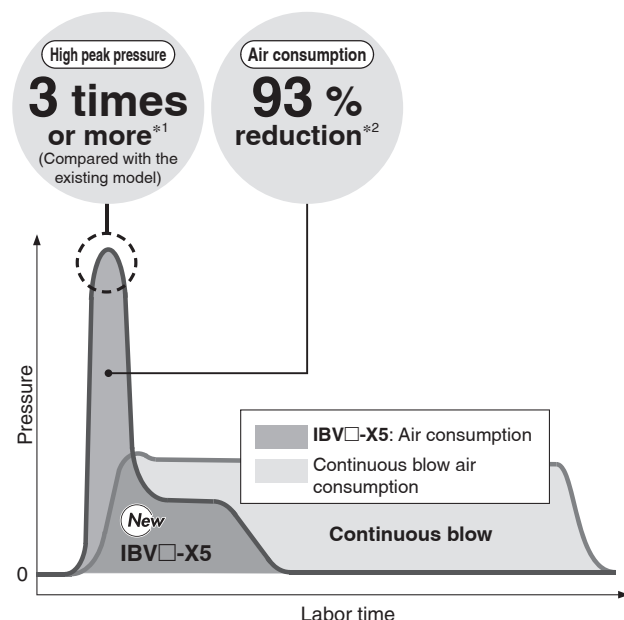 High peak pressure
3 times
or more*1
(Compared with the
existing model)
Air consumption
93 %
reduction*2
Pressure
IBV□-X5: Air consumption
Continuous blow air
consumption
New
IBV□-X5
Continuous blow
0
Labor time